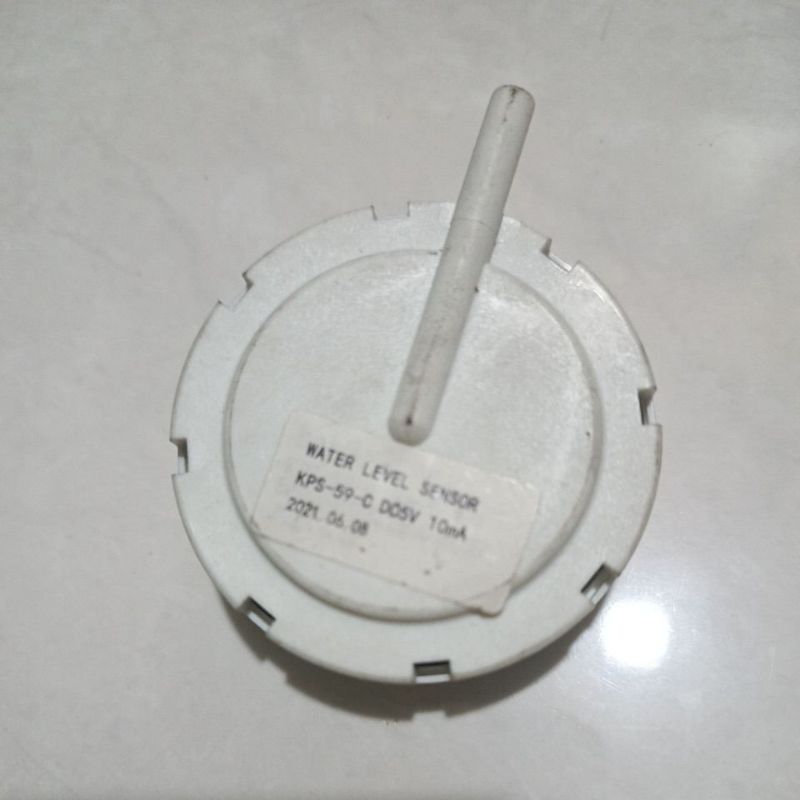 WATER LEVEL SENSOR
KPS-59-C DC5V 10mA
2021.06.08